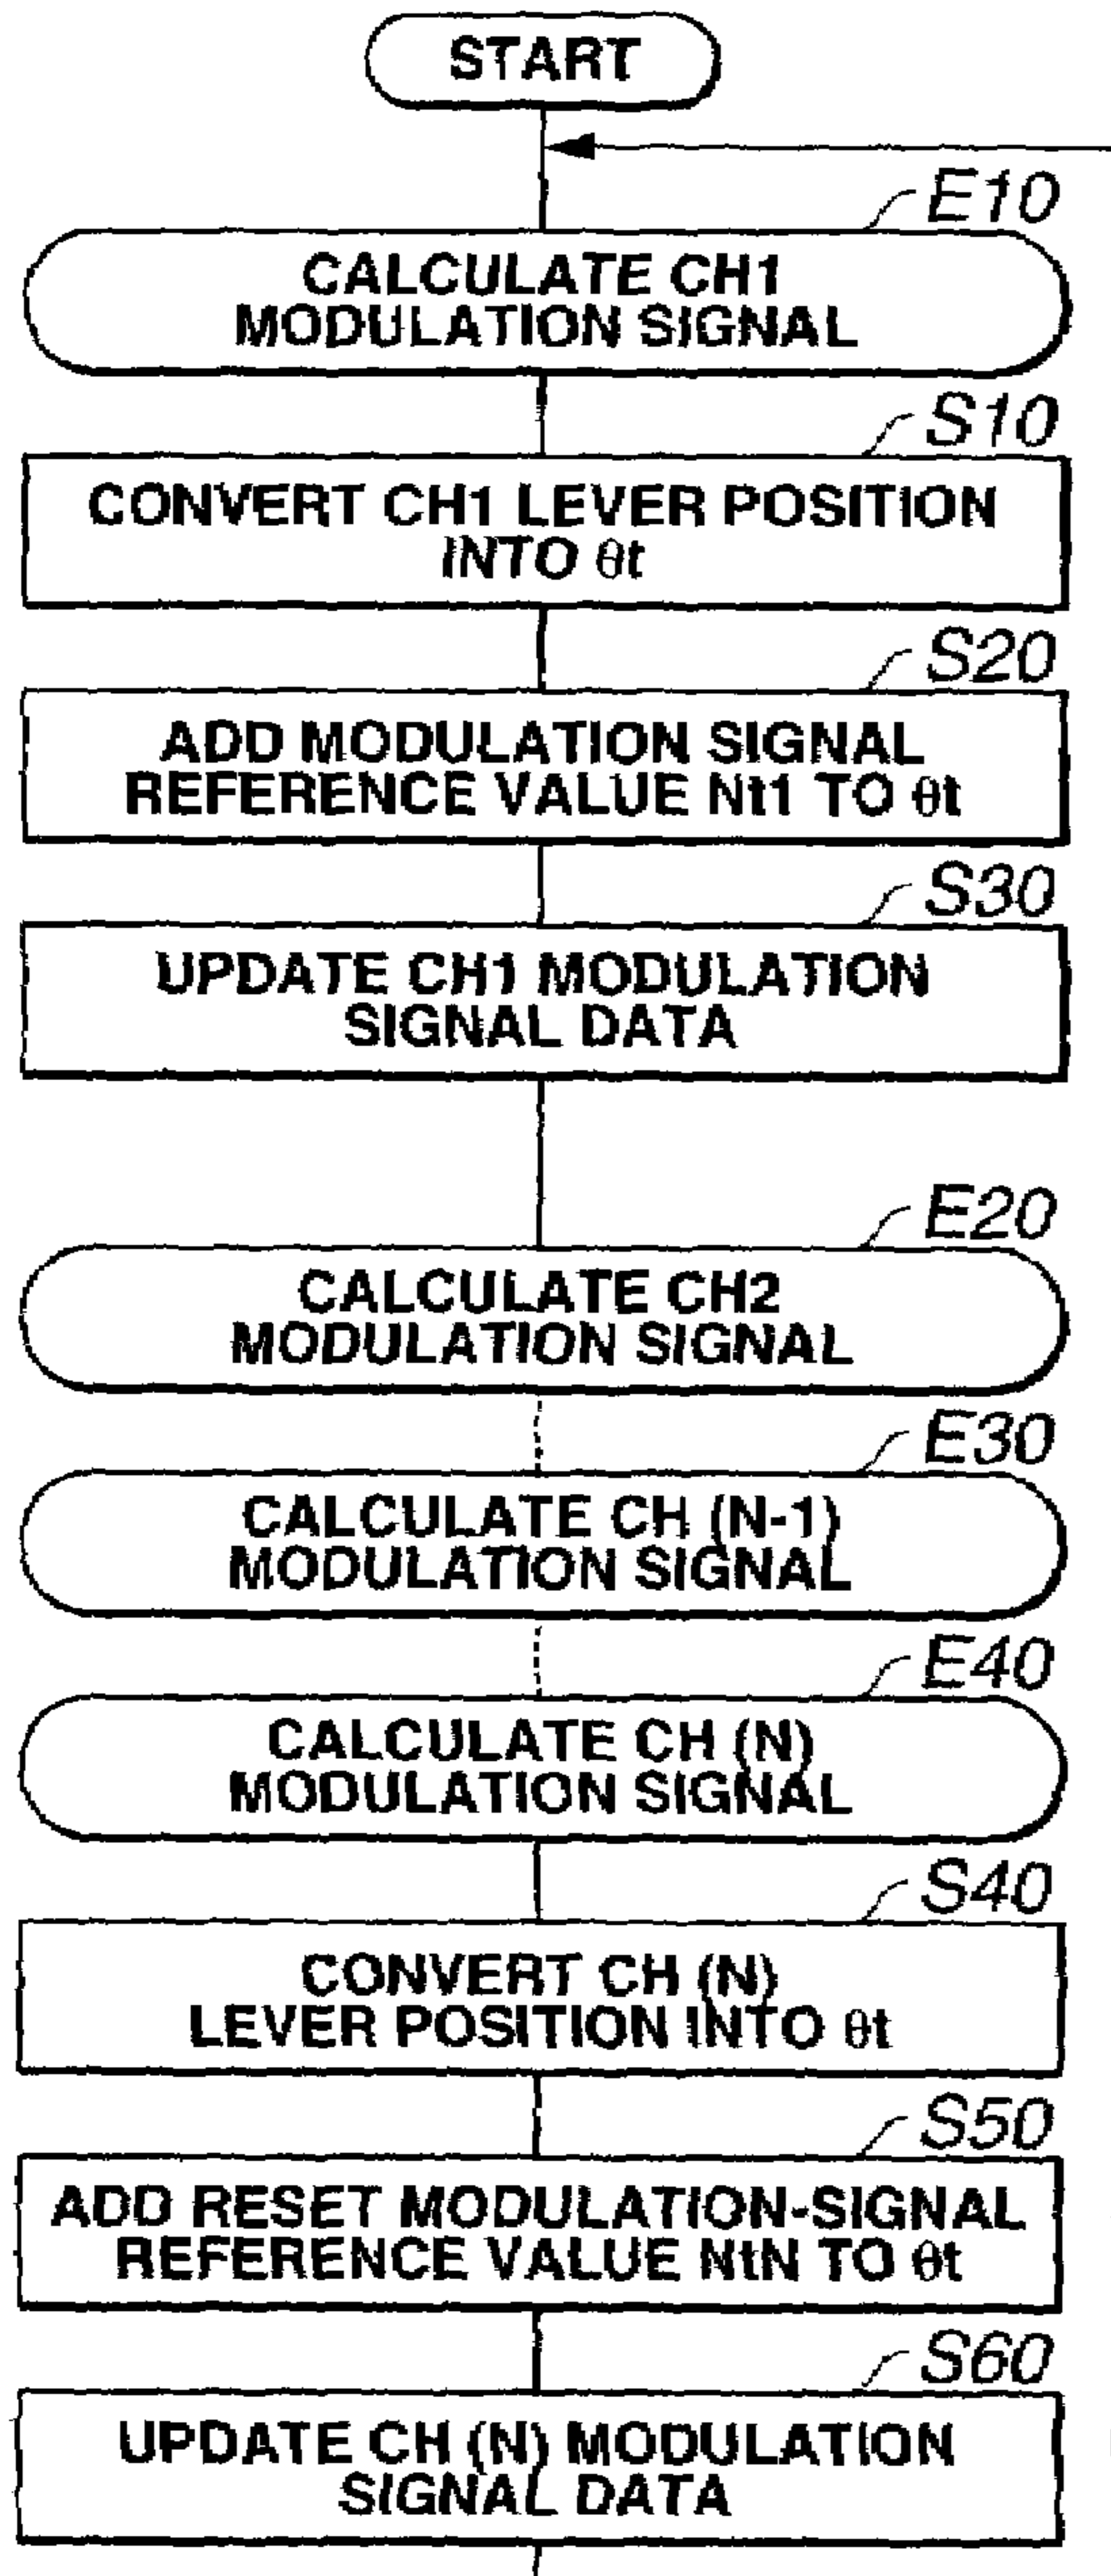 START
E10
CALCULATE CH1
MODULATION SIGNAL
S10
CONVERT CH1 LEVER POSITION
INTO θt
S20
ADD MODULATION SIGNAL
REFERENCE VALUE Nt1 TO θt
S30
UPDATE CH1 MODULATION
SIGNAL DATA
E20
CALCULATE CH2
MODULATION SIGNAL
E30
CALCULATE CH (N-1)
MODULATION SIGNAL
E40
CALCULATE CH (N)
MODULATION SIGNAL
S40
CONVERT CH (N)
LEVER POSITION INTO θt
S50
ADD RESET MODULATION-SIGNAL
REFERENCE VALUE NtN TO θt
S60
UPDATE CH (N) MODULATION
SIGNAL DATA